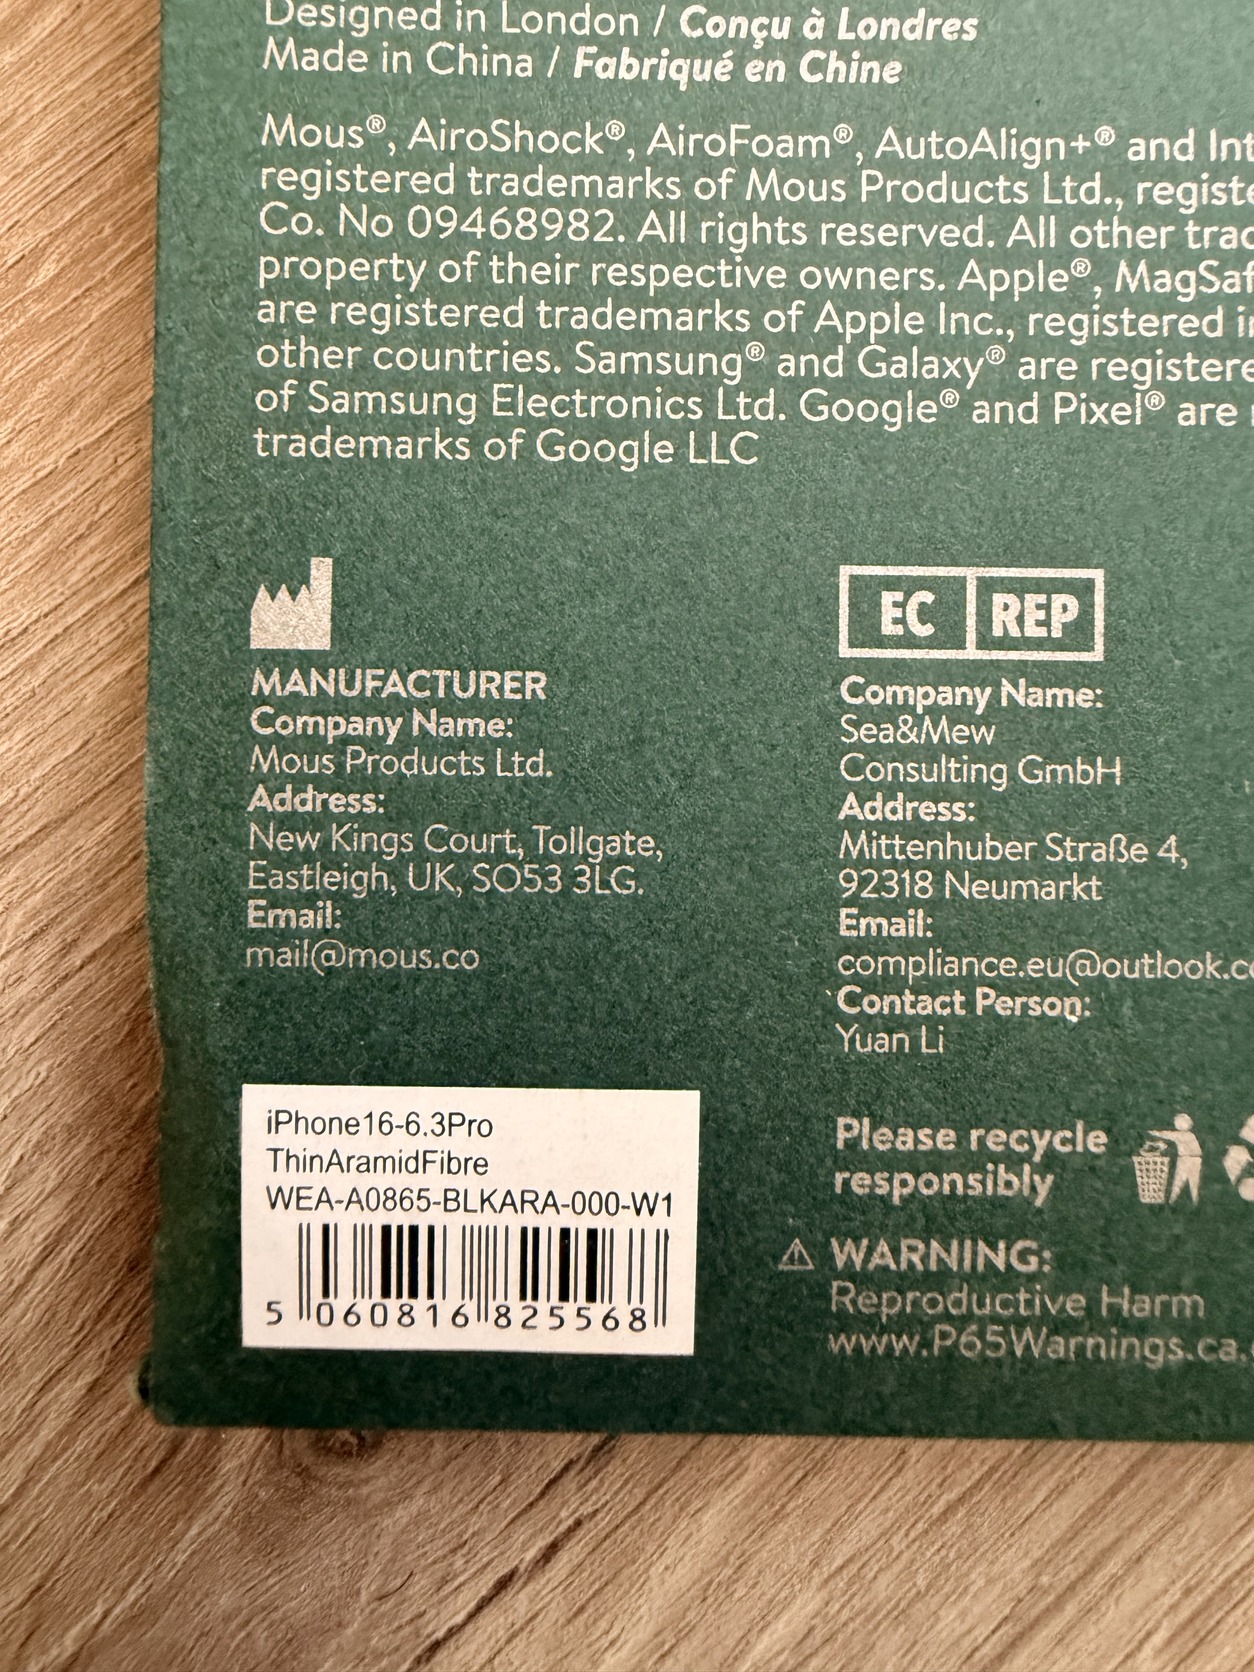 Designed in London / Conçu à Londres
Made in China / Fabriqué en Chine
Mous®, AiroShock®, AiroFoam®, AutoAlign+® and
registered trademarks of Mous Products Ltd.,
Co. No 09468982. All rights reserved. All other
property of their respective owners. Apple®,
are registered trademarks of Apple Inc., registered
other countries. Samsung® and Galaxy® are
of Samsung Electronics Ltd. Google® and Pixel® are
trademarks of Google LLC
MANUFACTURER
Company Name:
Mous Products Ltd.
Address:
New Kings Court, Tollgate,
Eastleigh, UK, SO53 3LG.
Email:
mail@mous.co
EC REP
Company Name:
Sea&Mew
Consulting GmbH
Address:
Mittenhuber Straße 4,
92318 Neumarkt
Email:
compliance.eu@outlook.c
Contact Person:
Yuan Li
iPhone16-6.3Pro
ThinAramidFibre
WEA-A0865-BLKARA-000-W1
5 060816 825568
Please recycle
responsibly
WARNING:
Reproductive Harm
www.P65Warnings.ca.